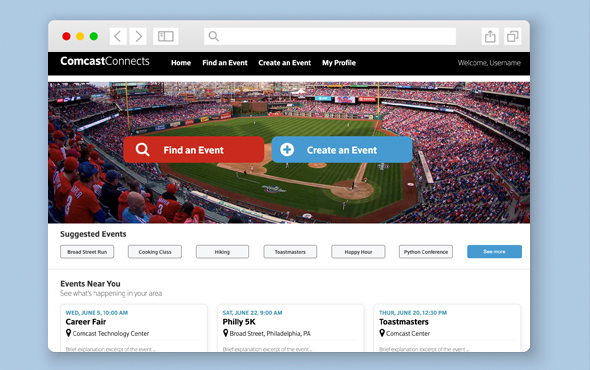 ComcastConnects Home Find an Event Create an Event My Profile Welcome, Username
Find an Event Create an Event
Suggested Events
Broad Street Run Cooking Class Hiking Toastmasters Happy Hour Python Conference See more
Events Near You
See what's happening in your area
WED, JUNE 5, 10:00 AM
Career Fair
Comcast Technology Center
Brief explanation excerpt of the event ..
SAT, JUNE 22, 9:00 AM
Philly 5K
Broad Street, Philadelphia, PA
Brief explanation excerpt of the event ..
THUR, JUNE 20, 12:30 PM
Toastmasters
Comcast Center
Brief explanation excerpt of the event ..